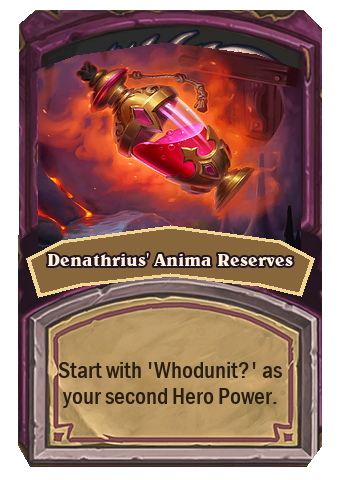 Denathrius' Anima Reserves
Start with 'Whodunit?' as
your second Hero Power.